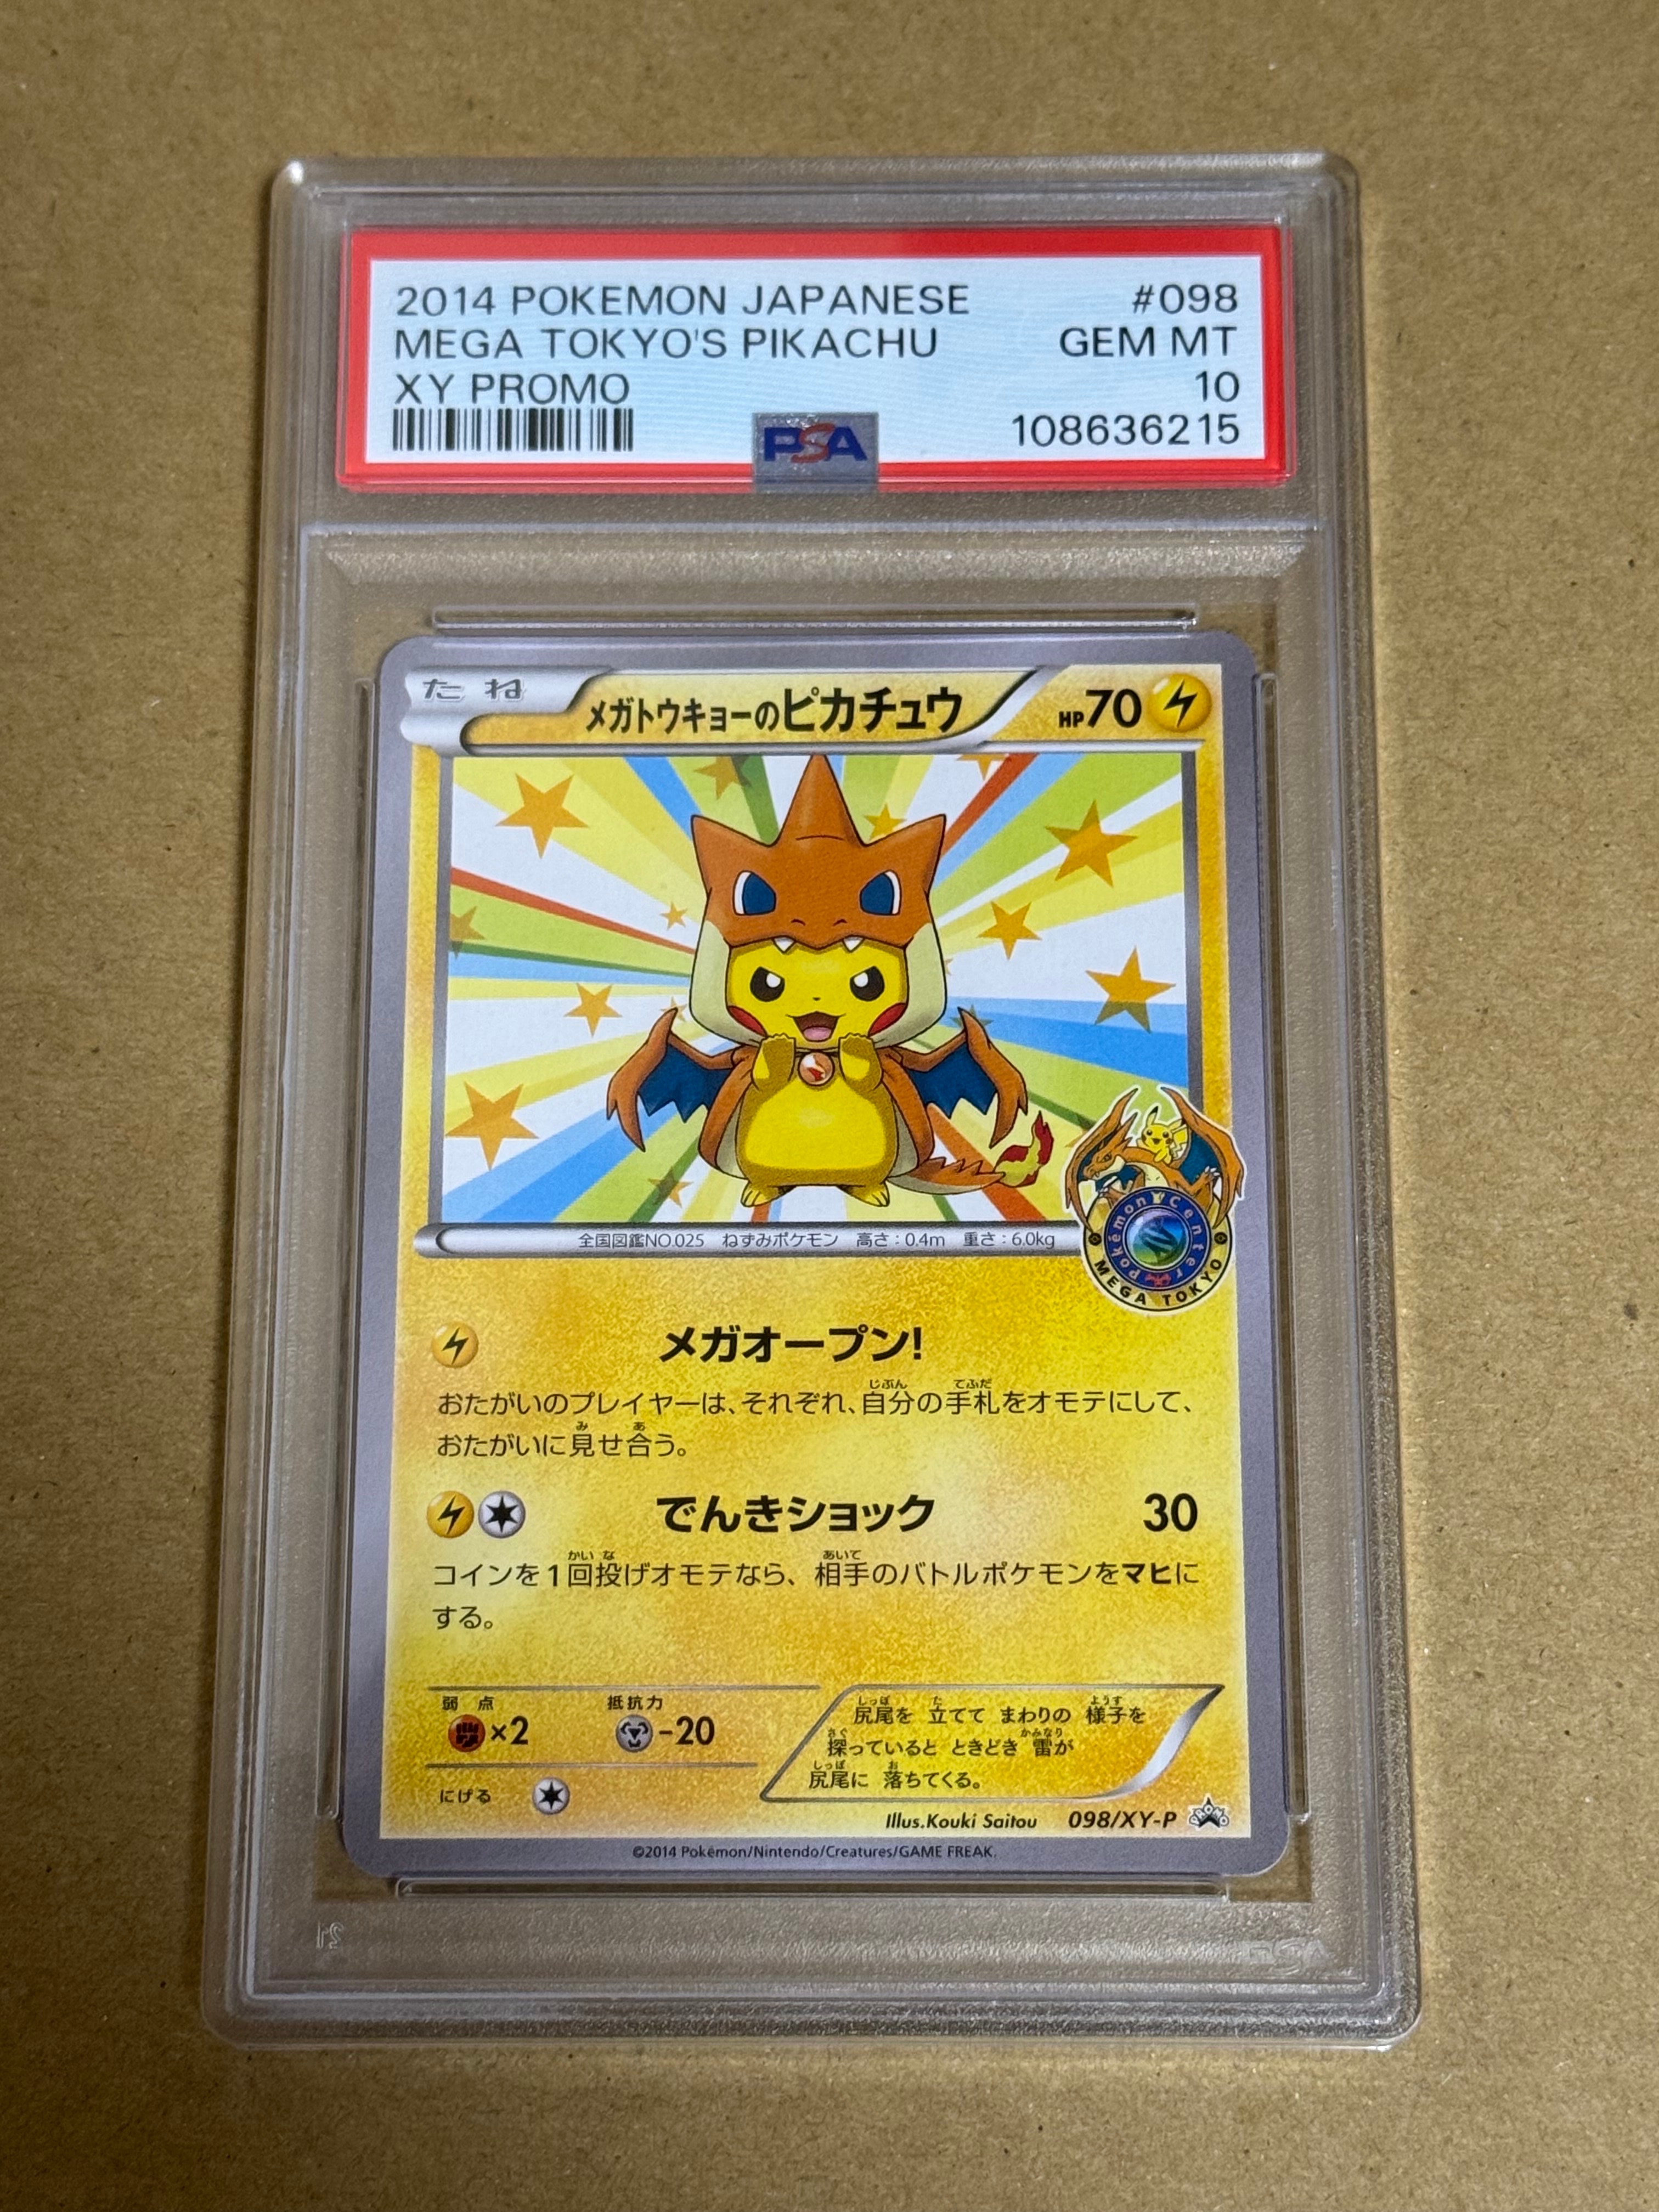 2014 POKEMON JAPANESE #098
MEGA TOKYO'S PIKACHU GEM MT
XY PROMO 10
108636215
PSA
たね メガトウキョーのピカチュウ HP70
全国図鑑NO.025 ねずみポケモン 高さ:0.4m 重さ:6.0kg
Pokémon Center
MEGA TOKYO
メガオープン!
おたがいのプレイヤーは、それぞれ、自分の手札をオモテにして、
おたがいに見せ合う。
でんきショック 30
コインを1回投げオモテなら、相手のバトルポケモンをマヒに
する。
弱点 抵抗力
×2 -20
にげる
尻尾を 立てて まわりの 様子を
探っていると ときどき 雷が
尻尾に 落ちてくる。
Illus.Kouki Saitou 098/XY-P PROMO
©2014 Pokémon/Nintendo/Creatures/GAME FREAK.